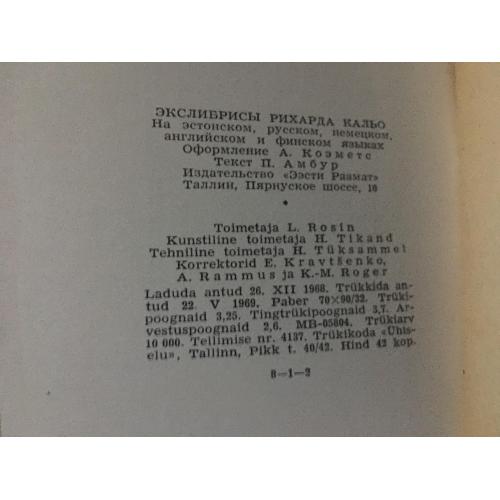 ЭКСЛИБРИСЫ РИХАРДА КАЛЬО
На эстонском, русском, немецком,
английском и финском языках
Оформление А. Коэметс
Текст П. Амбур
Издательство «Ээсти Раамат»
Таллин, Пярнуское шоссе, 10
Toimetaja L. Rosin
Kunstiline toimetaja H. Tikand
Tehniline toimetaja H. Tüksammel
Korrektorid E. Kravtšenko,
A. Rammus ja K.-M. Roger
Laduda antud 26. XII 1968. Trükkida an-
tud 22. V 1969. Paber 70×90/32. Trüki-
poognaid 3,25. Tingtrükipoognaid 3,7. Ar-
vestuspoognaid 2,6. MB-05804. Trükiarv
10 000. Tellimise nr. 4137. Trükikoda «Ühis-
elu», Tallinn, Pikk t. 40/42. Hind 42 kop.
8—1—2